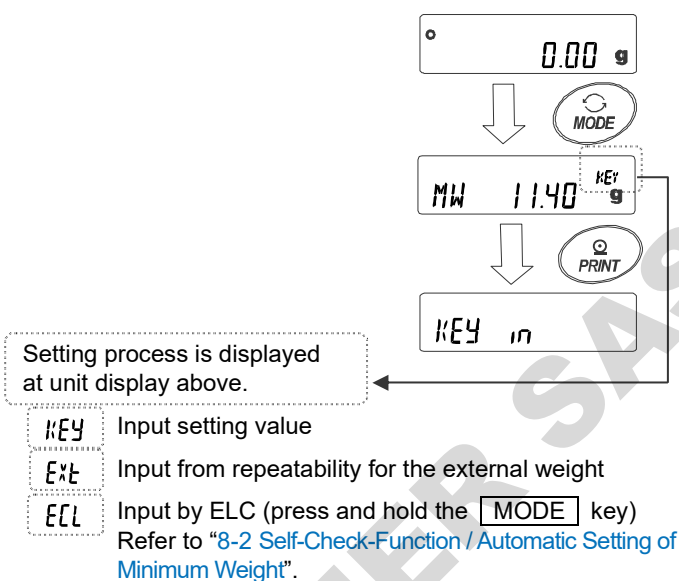 0.00 g
MODE
MW 11.40 KEY g
PRINT
KEY in
Setting process is displayed
at unit display above.
KEY Input setting value
Ext Input from repeatability for the external weight
ECL Input by ELC (press and hold the MODE key)
Refer to “8-2 Self-Check-Function / Automatic Setting of
Minimum Weight”.